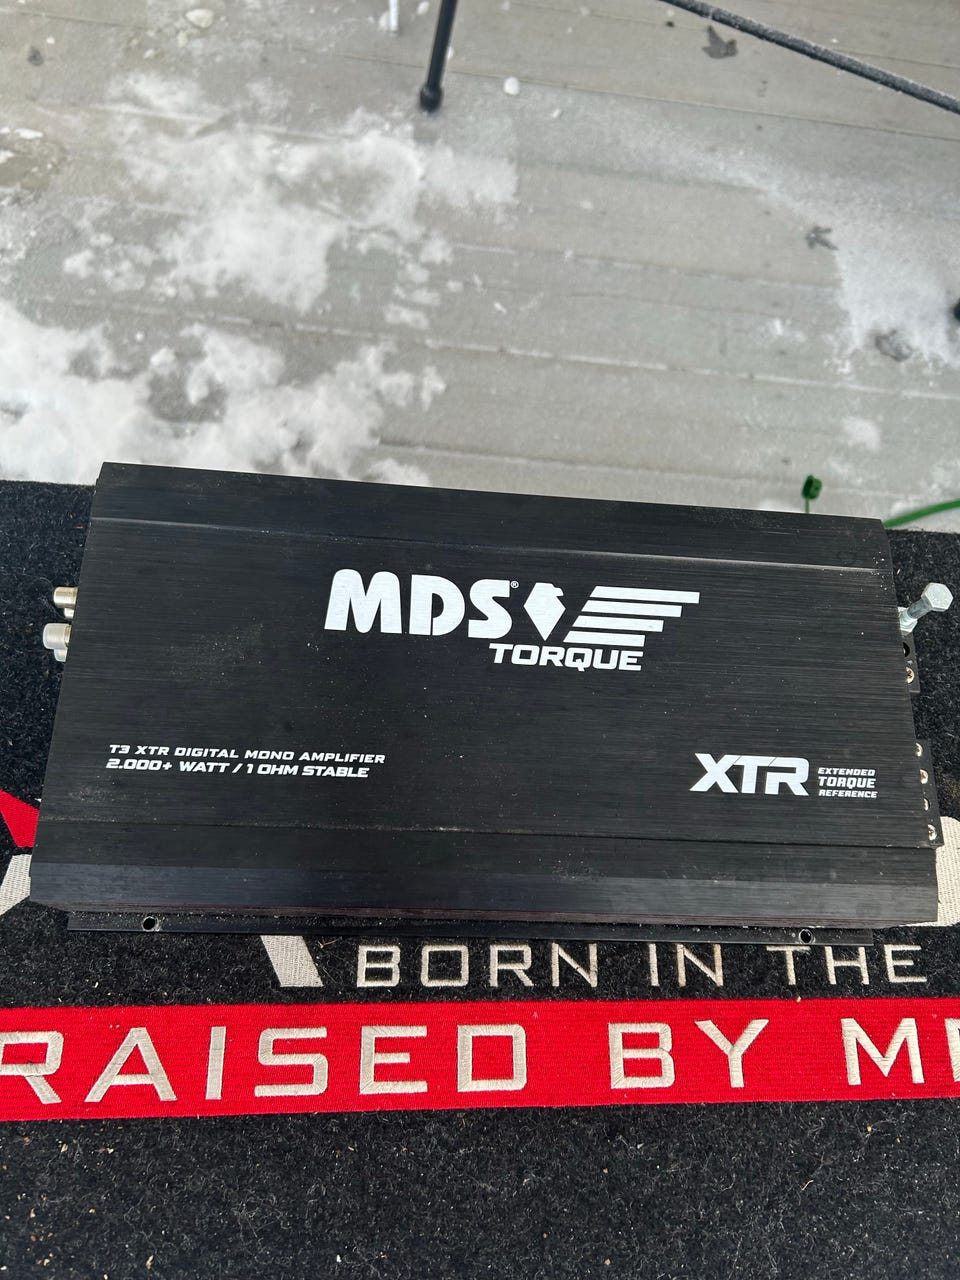 MDS®
TORQUE
T3 XTR DIGITAL MONO AMPLIFIER
2.000+ WATT / 1 OHM STABLE
XTR EXTENDED
TORQUE
REFERENCE
BORN IN THE
RAISED BY